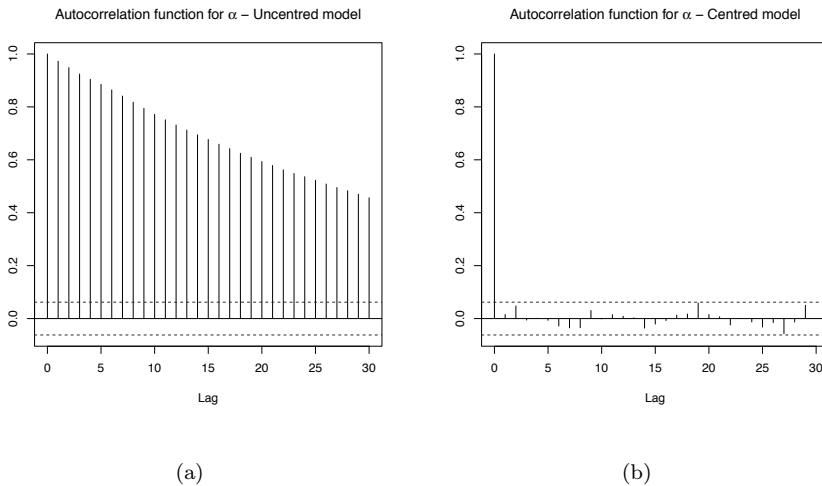 Autocorrelation function for α − Uncentred model
1.0
0.8
0.6
0.4
0.2
0.0
0 5 10 15 20 25 30
Lag
(a)
Autocorrelation function for α − Centred model
1.0
0.8
0.6
0.4
0.2
0.0
0 5 10 15 20 25 30
Lag
(b)